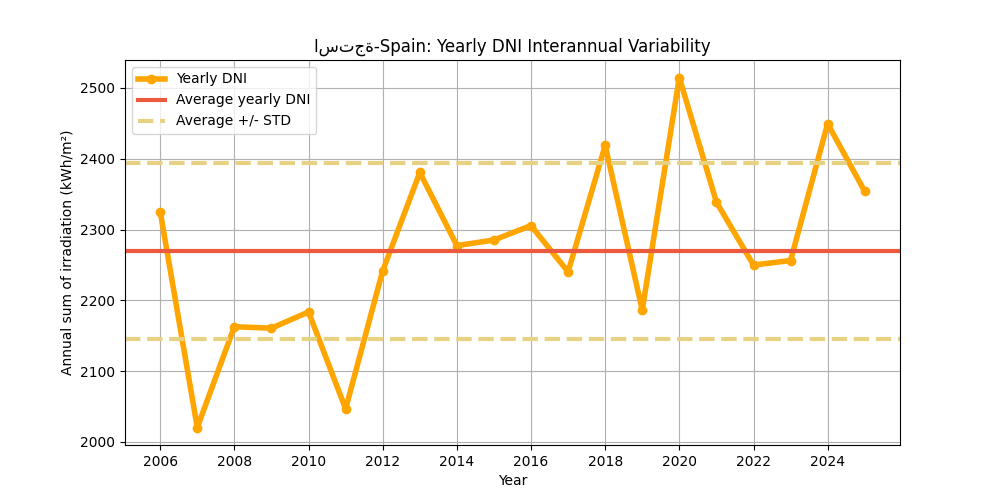 استجة-Spain: Yearly DNI Interannual Variability
Yearly DNI
Average yearly DNI
Average +/- STD
Annual sum of irradiation (kWh/m²)
2500
2400
2300
2200
2100
2000
2006 2008 2010 2012 2014 2016 2018 2020 2022 2024
Year